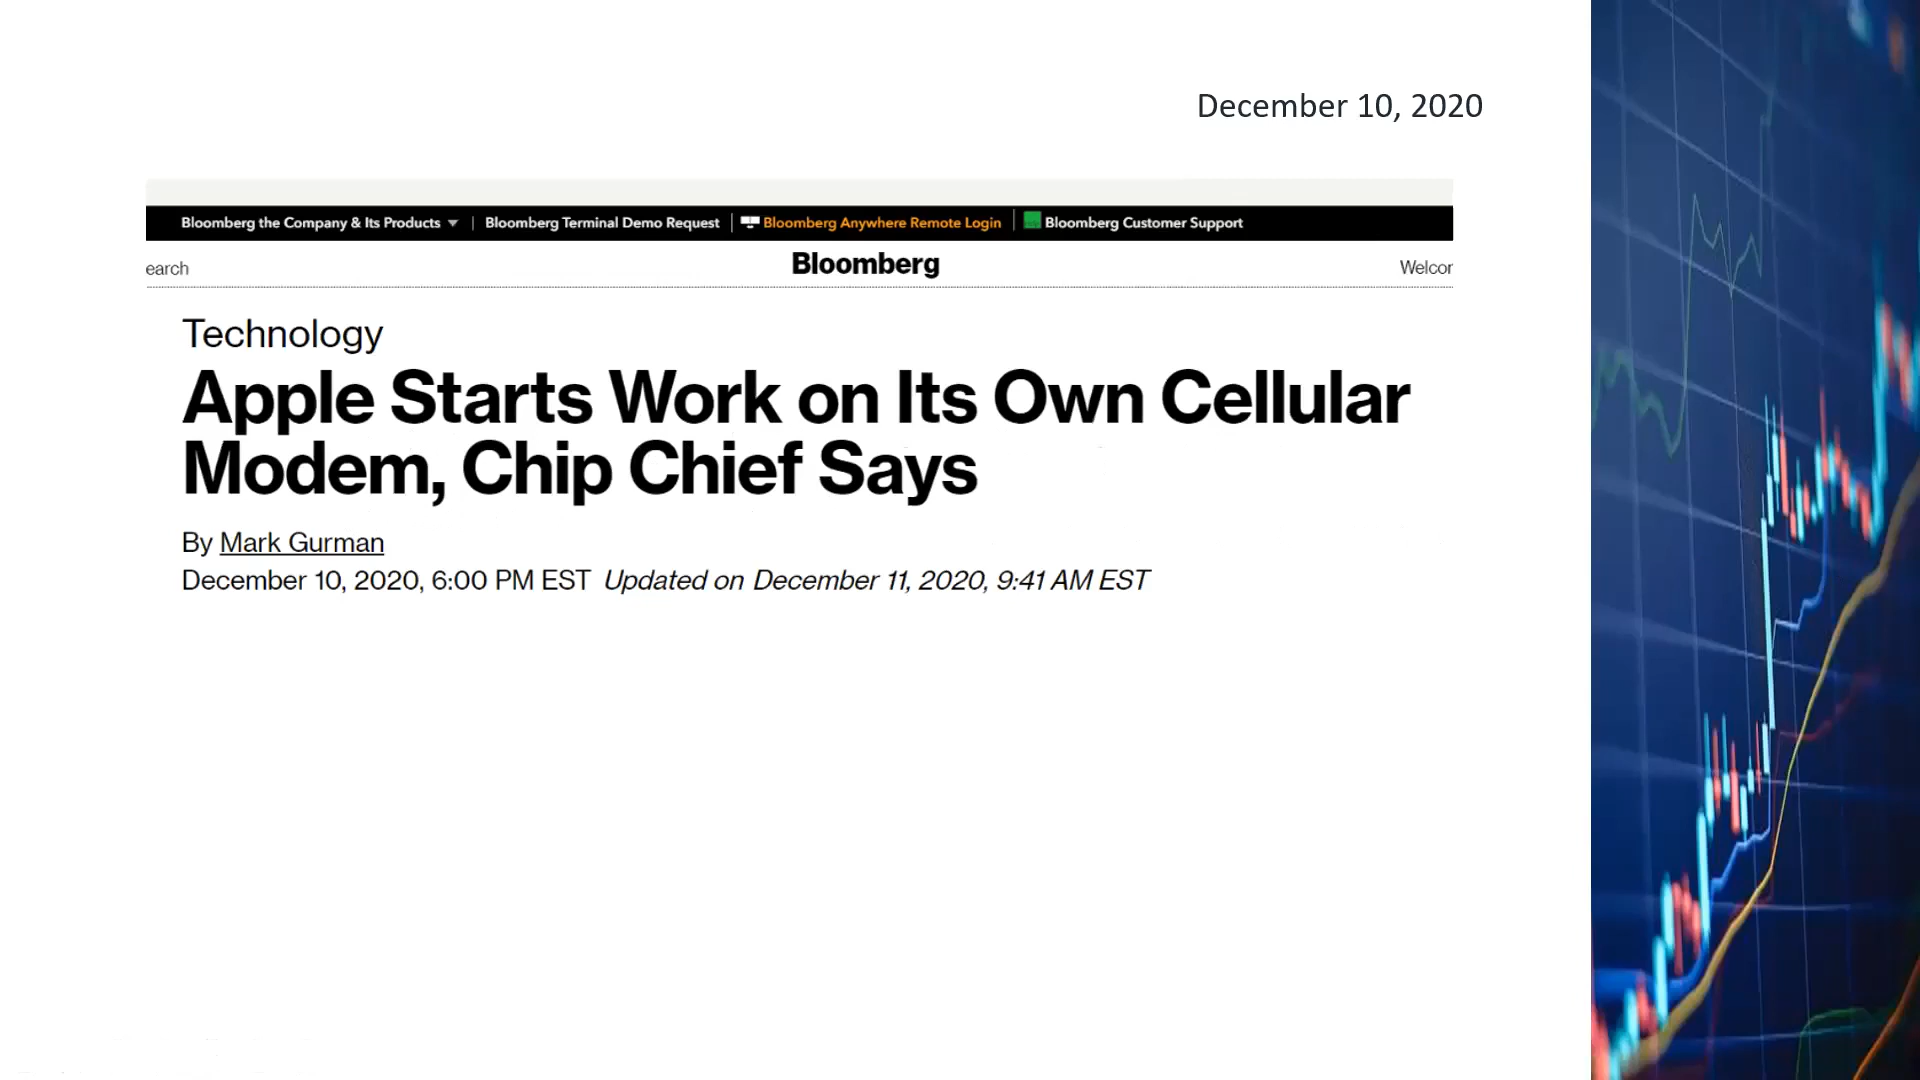 December 10, 2020
Bloomberg the Company & Its Products | Bloomberg Terminal Demo Request | Bloomberg Anywhere Remote Login | Bloomberg Customer Support
earch Bloomberg Welcor
Technology
Apple Starts Work on Its Own Cellular
Modem, Chip Chief Says
By Mark Gurman
December 10, 2020, 6:00 PM EST Updated on December 11, 2020, 9:41 AM EST